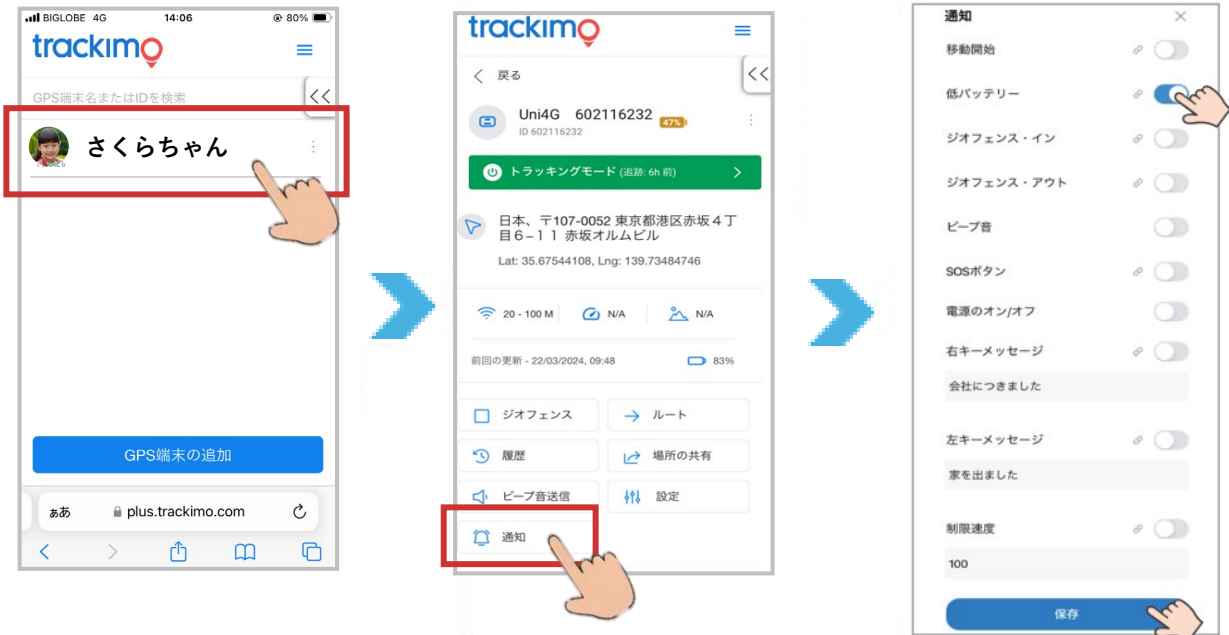 BIGLOBE 4G 14:06 80%
trackimo
GPS端末名またはIDを検索
<<
さくらちゃん
GPS端末の追加
ぁあ plus.trackimo.com
trackimo
戻る
<<
Uni4G 602116232 47%
ID 602116232
トラッキングモード (追跡: 6h 前)
日本、〒107-0052 東京都港区赤坂4丁
目6−11 赤坂オルムビル
Lat: 35.67544108, Lng: 139.73484746
20 - 100 M N/A N/A
前回の更新 - 22/03/2024, 09:48 83%
ジオフェンス ルート
履歴 場所の共有
ビープ音送信 設定
通知
通知
移動開始
低バッテリー
ジオフェンス・イン
ジオフェンス・アウト
ビープ音
SOSボタン
電源のオン/オフ
右キーメッセージ
会社につきました
左キーメッセージ
家を出ました
制限速度
100
保存